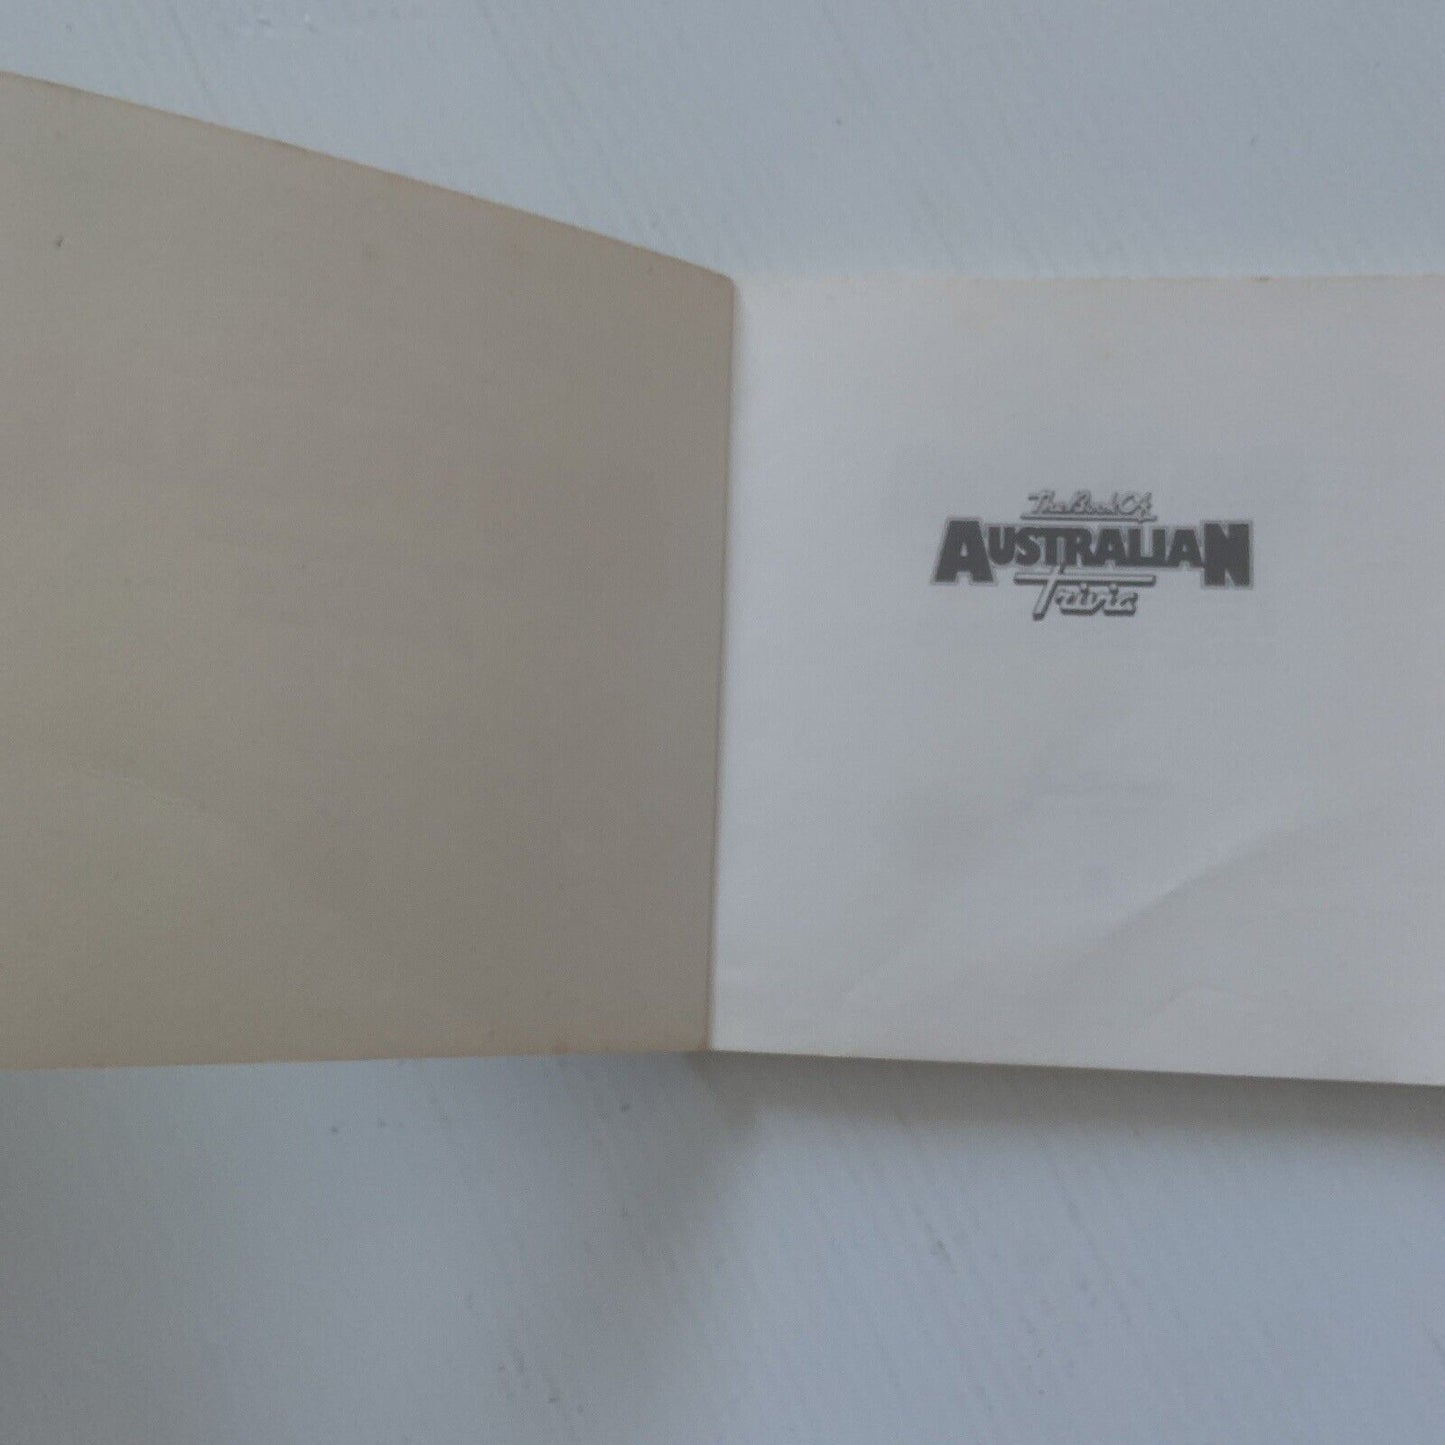 The Book Of
AUSTRALIAN
Trivia